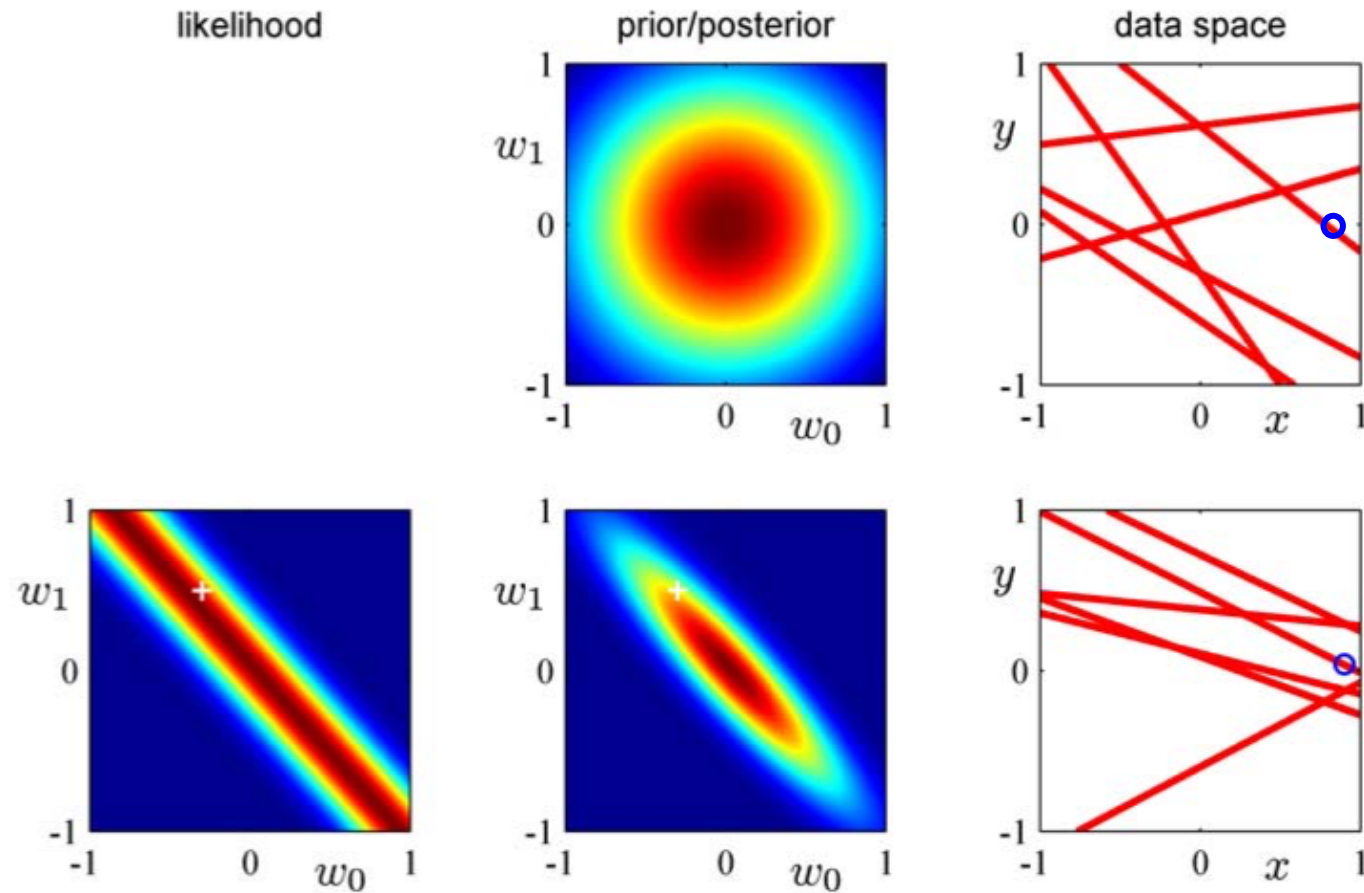 likelihood prior/posterior data space
1 1
w₁ y
0 0
-1 -1
-1 0 w₀ 1 -1 0 x 1
1 1 1
w₁ w₁ y
0 0 0
-1 -1 -1
-1 0 w₀ 1 -1 0 w₀ 1 -1 0 x 1